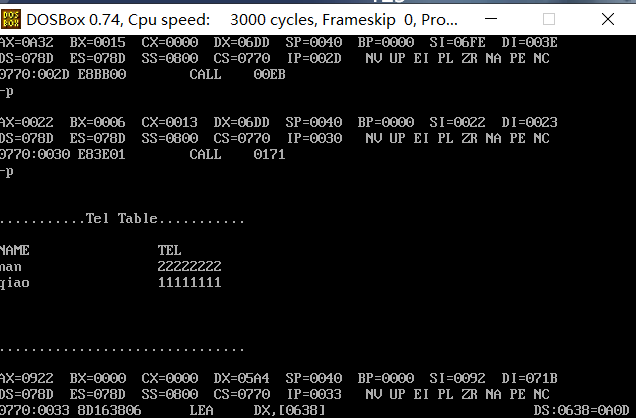 DOSBox 0.74, Cpu speed: 3000 cycles, Frameskip 0, Pro...
AX=0A32 BX=0015 CX=0000 DX=06DD SP=0040 BP=0000 SI=06FE DI=003E
DS=078D ES=078D SS=0800 CS=0770 IP=002D NV UP EI PL ZR NA PE NC
0770:002D E8BB00 CALL 00EB
-p
AX=0022 BX=0006 CX=0013 DX=06DD SP=0040 BP=0000 SI=0022 DI=0023
DS=078D ES=078D SS=0800 CS=0770 IP=0030 NV UP EI PL ZR NA PE NC
0770:0030 E83E01 CALL 0171
-p
...........Tel Table...........
NAME TEL
man 22222222
qiao 11111111
...............................
AX=0922 BX=0000 CX=0000 DX=05A4 SP=0040 BP=0000 SI=0092 DI=071B
DS=078D ES=078D SS=0800 CS=0770 IP=0033 NV UP EI PL ZR NA PE NC
0770:0033 8D163806 LEA DX,[0638] DS:0638=0A0D